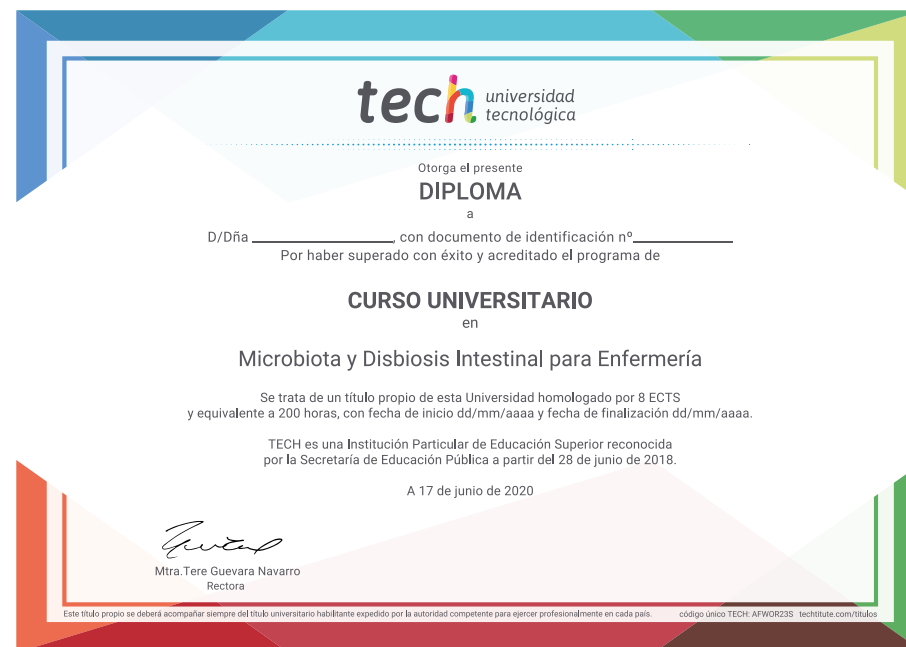 tech universidad
tecnológica
Otorga el presente
DIPLOMA
a
D/Dña ____________________, con documento de identificación nº______________
Por haber superado con éxito y acreditado el programa de
CURSO UNIVERSITARIO
en
Microbiota y Disbiosis Intestinal para Enfermería
Se trata de un título propio de esta Universidad homologado por 8 ECTS
y equivalente a 200 horas, con fecha de inicio dd/mm/aaaa y fecha de finalización dd/mm/aaaa.
TECH es una Institución Particular de Educación Superior reconocida
por la Secretaría de Educación Pública a partir del 28 de junio de 2018.
A 17 de junio de 2020
Mtra.Tere Guevara Navarro
Rectora
Este título propio se deberá acompañar siempre del título universitario habilitante expedido por la autoridad competente para ejercer profesionalmente en cada país. código único TECH: AFWOR23S techtitute.com/titulos